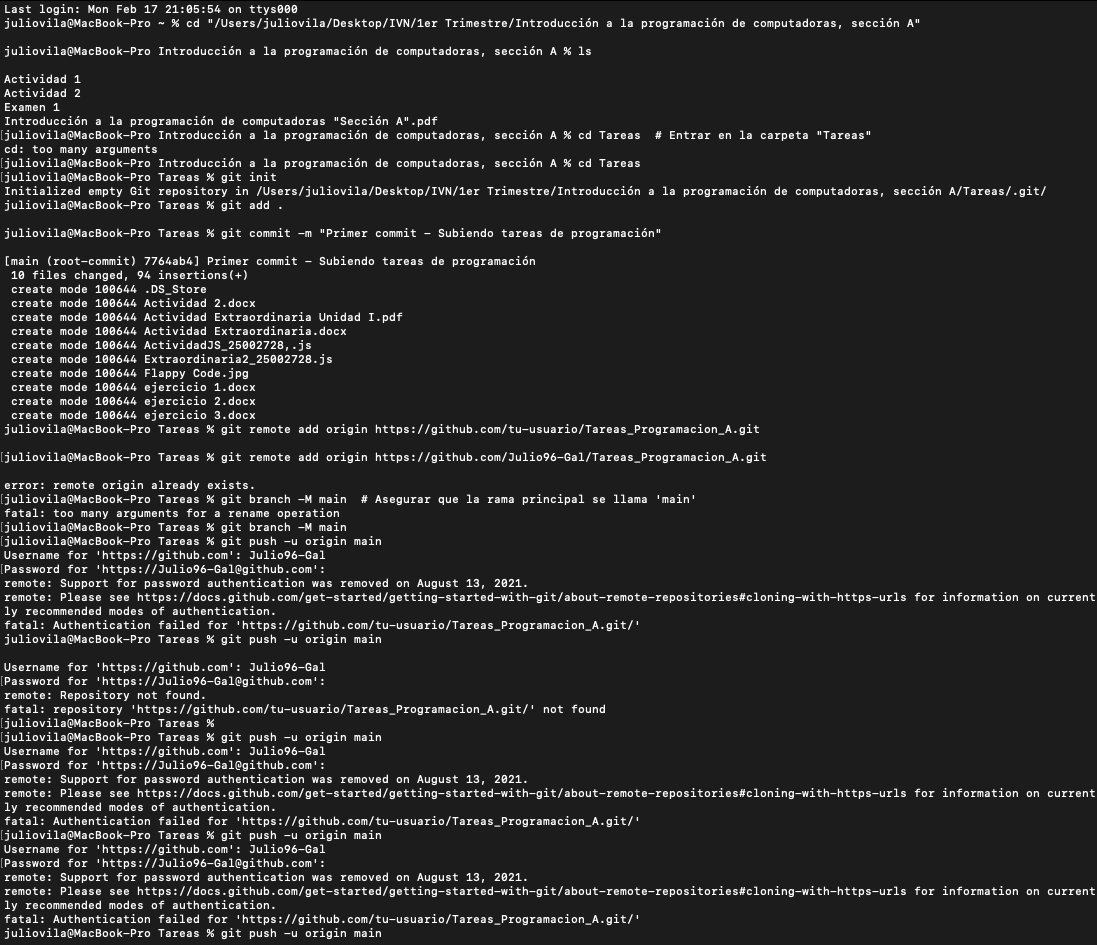 Last login: Mon Feb 17 21:05:54 on ttys000
juliovila@MacBook-Pro ~ % cd "/Users/juliovila/Desktop/IVN/1er Trimestre/Introducción a la programación de computadoras, sección A"
juliovila@MacBook-Pro Introducción a la programación de computadoras, sección A % ls
Actividad 1
Actividad 2
Examen 1
Introducción a la programación de computadoras "Sección A".pdf
[juliovila@MacBook-Pro Introducción a la programación de computadoras, sección A % cd Tareas  # Entrar en la carpeta "Tareas"
cd: too many arguments
[juliovila@MacBook-Pro Introducción a la programación de computadoras, sección A % cd Tareas
[juliovila@MacBook-Pro Tareas % git init
Initialized empty Git repository in /Users/juliovila/Desktop/IVN/1er Trimestre/Introducción a la programación de computadoras, sección A/Tareas/.git/
juliovila@MacBook-Pro Tareas % git add .
juliovila@MacBook-Pro Tareas % git commit -m "Primer commit - Subiendo tareas de programación"
[main (root-commit) 7764ab4] Primer commit - Subiendo tareas de programación
 10 files changed, 94 insertions(+)
 create mode 100644 .DS_Store
 create mode 100644 Actividad 2.docx
 create mode 100644 Actividad Extraordinaria Unidad I.pdf
 create mode 100644 Actividad Extraordinaria.docx
 create mode 100644 ActividadJS_25002728,.js
 create mode 100644 Extraordinaria2_25002728.js
 create mode 100644 Flappy Code.jpg
 create mode 100644 ejercicio 1.docx
 create mode 100644 ejercicio 2.docx
 create mode 100644 ejercicio 3.docx
juliovila@MacBook-Pro Tareas % git remote add origin https://github.com/tu-usuario/Tareas_Programacion_A.git
[juliovila@MacBook-Pro Tareas % git remote add origin https://github.com/Julio96-Gal/Tareas_Programacion_A.git
error: remote origin already exists.
[juliovila@MacBook-Pro Tareas % git branch -M main  # Asegurar que la rama principal se llama 'main'
fatal: too many arguments for a rename operation
[juliovila@MacBook-Pro Tareas % git branch -M main
[juliovila@MacBook-Pro Tareas % git push -u origin main
Username for 'https://github.com': Julio96-Gal
[Password for 'https://Julio96-Gal@github.com':
remote: Support for password authentication was removed on August 13, 2021.
remote: Please see https://docs.github.com/get-started/getting-started-with-git/about-remote-repositories#cloning-with-https-urls for information on current
ly recommended modes of authentication.
fatal: Authentication failed for 'https://github.com/tu-usuario/Tareas_Programacion_A.git/'
juliovila@MacBook-Pro Tareas % git push -u origin main
Username for 'https://github.com': Julio96-Gal
[Password for 'https://Julio96-Gal@github.com':
remote: Repository not found.
fatal: repository 'https://github.com/tu-usuario/Tareas_Programacion_A.git/' not found
[juliovila@MacBook-Pro Tareas %
[juliovila@MacBook-Pro Tareas % git push -u origin main
Username for 'https://github.com': Julio96-Gal
[Password for 'https://Julio96-Gal@github.com':
remote: Support for password authentication was removed on August 13, 2021.
remote: Please see https://docs.github.com/get-started/getting-started-with-git/about-remote-repositories#cloning-with-https-urls for information on current
ly recommended modes of authentication.
fatal: Authentication failed for 'https://github.com/tu-usuario/Tareas_Programacion_A.git/'
[juliovila@MacBook-Pro Tareas % git push -u origin main
Username for 'https://github.com': Julio96-Gal
[Password for 'https://Julio96-Gal@github.com':
remote: Support for password authentication was removed on August 13, 2021.
remote: Please see https://docs.github.com/get-started/getting-started-with-git/about-remote-repositories#cloning-with-https-urls for information on current
ly recommended modes of authentication.
fatal: Authentication failed for 'https://github.com/tu-usuario/Tareas_Programacion_A.git/'
juliovila@MacBook-Pro Tareas % git push -u origin main